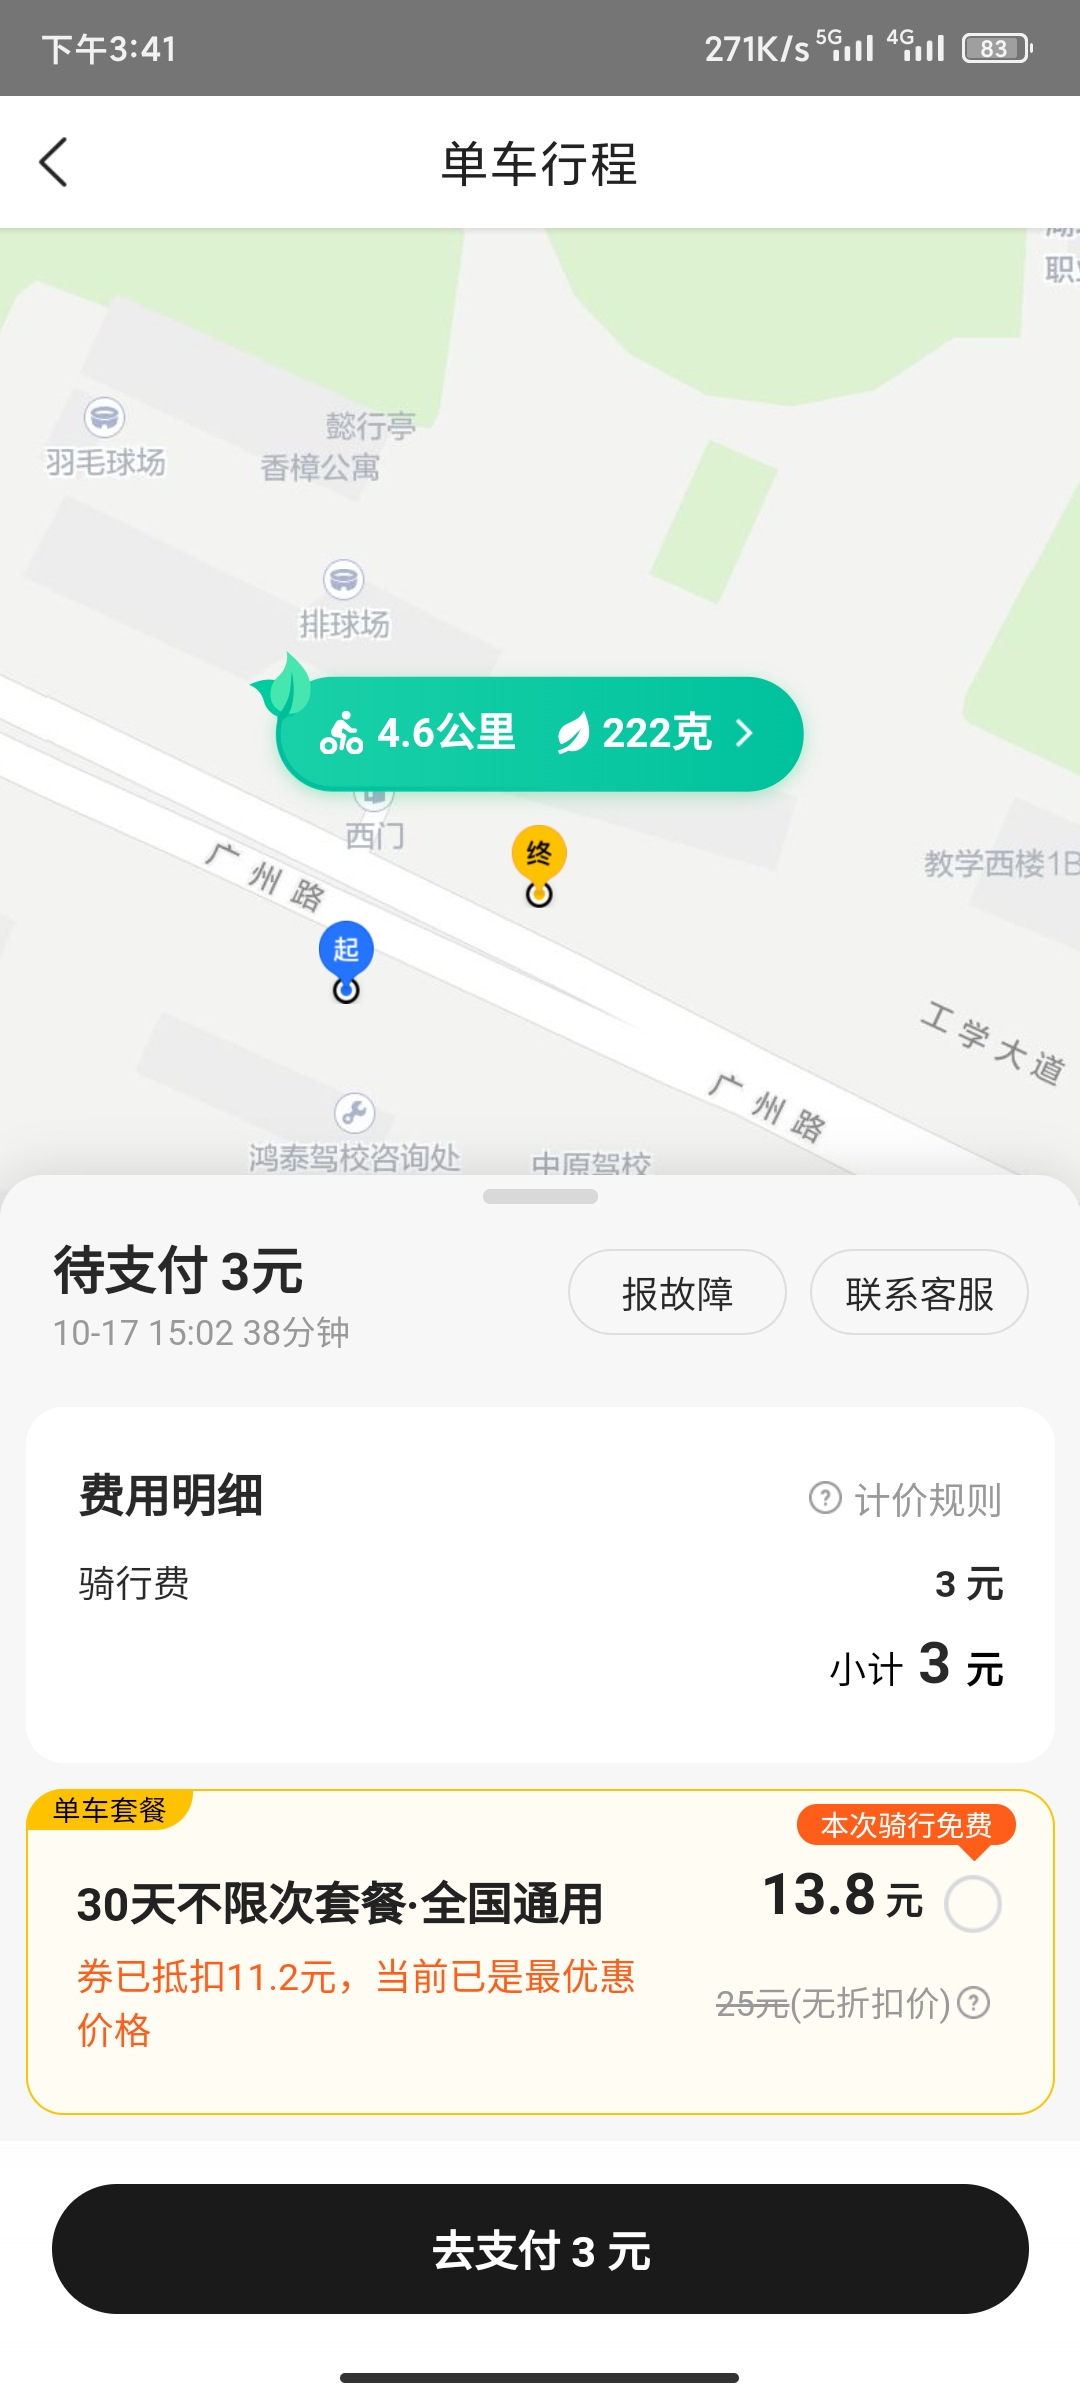 下午3:41
271K/s 5G 4G 83
单车行程
职
懿行亭
羽毛球场
香樟公寓
排球场
4.6公里 222克
西门
终
教学西楼1B
广州路
起
工学大道
广州路
鸿泰驾校咨询处
中原驾校
待支付 3元
报故障
联系客服
10-17 15:02 38分钟
费用明细
? 计价规则
骑行费
3 元
小计 3 元
单车套餐
本次骑行免费
30天不限次套餐·全国通用
13.8 元
券已抵扣11.2元，当前已是最优惠
价格
25元(无折扣价)?
去支付 3 元